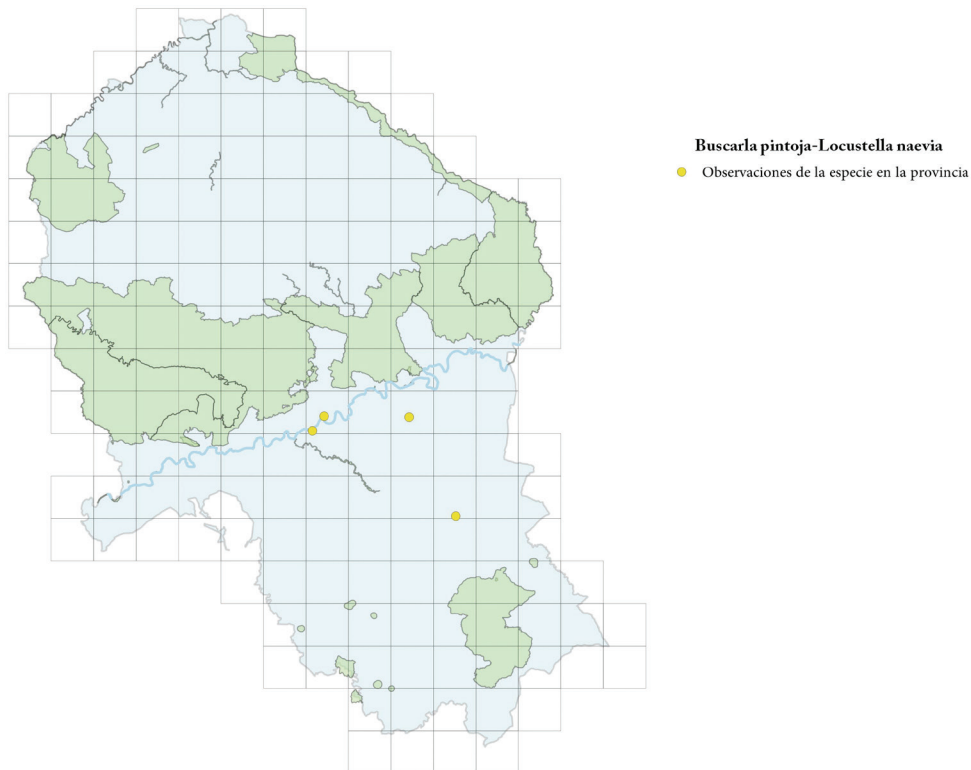 Buscarla pintoja-Locustella naevia
Observaciones de la especie en la provincia